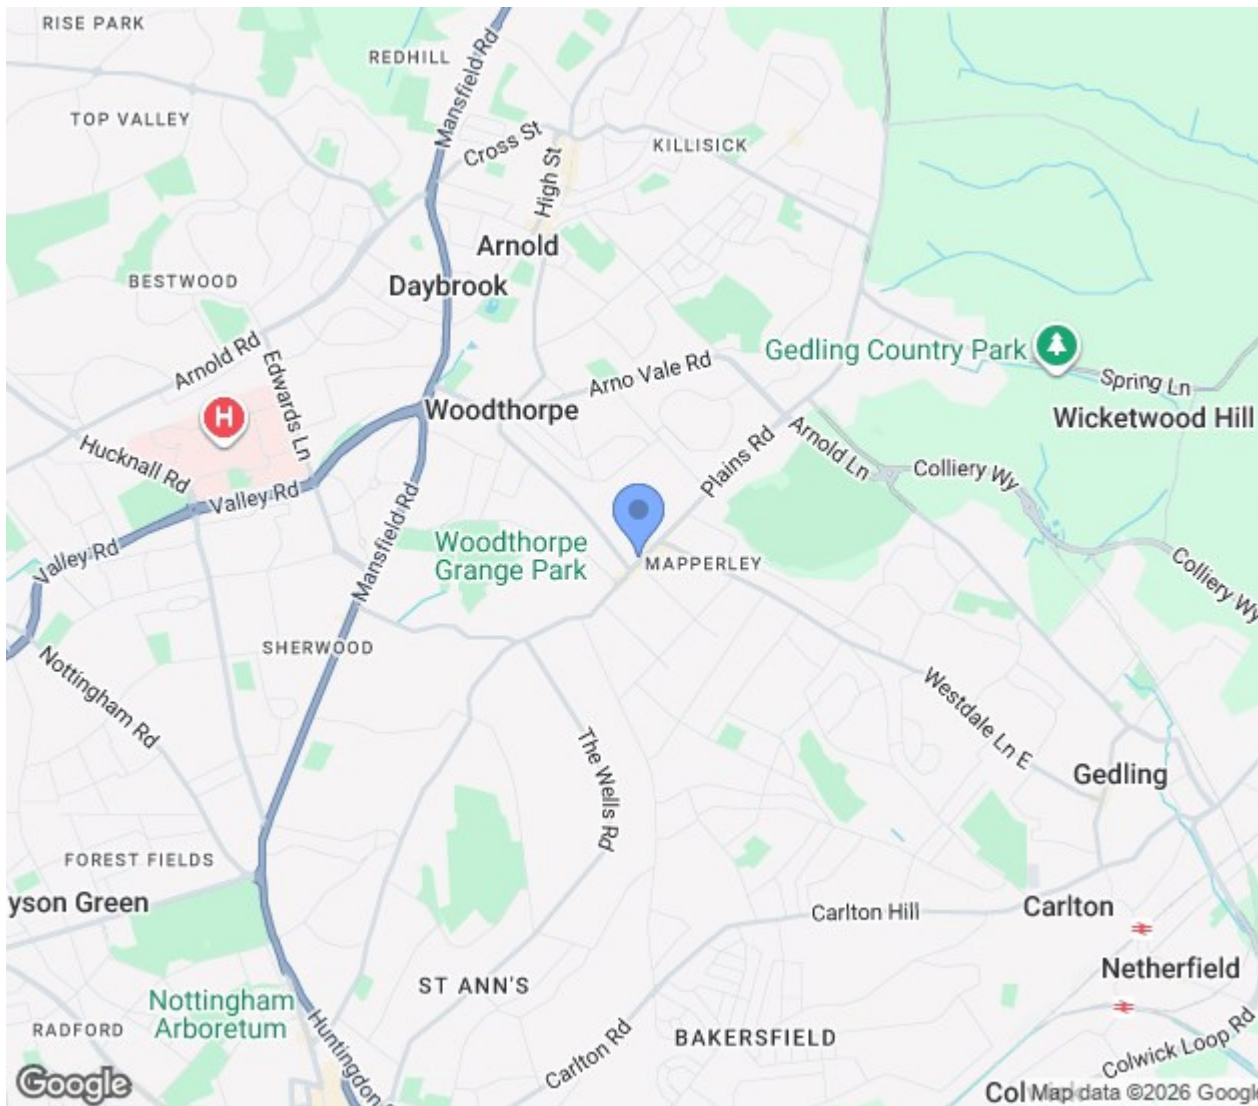 RISE PARK
REDHILL
Mansfield Rd
TOP VALLEY
Cross St
High St
KILLISICK
Arnold
BESTWOOD
Daybrook
Arnold Rd
Edwards Ln
Gedling Country Park
Arno Vale Rd
Spring Ln
Woodthorpe
Wicketwood Hill
H
Hucknall Rd
Plains Rd
Arnold Ln
Colliery Wy
Valley Rd
Mansfield Rd
Woodthorpe
Grange Park
MAPPERLEY
Valley Rd
Colliery Wy
SHERWOOD
Nottingham Rd
Westdale Ln E
The Wells Rd
Gedling
FOREST FIELDS
yson Green
Carlton Hill
Carlton
Netherfield
ST ANN'S
Nottingham
Arboretum
RADFORD
Huntingdon
BAKERSFIELD
Carlton Rd
Colwick Loop Rd
Google
Col
Map data ©2026 Google